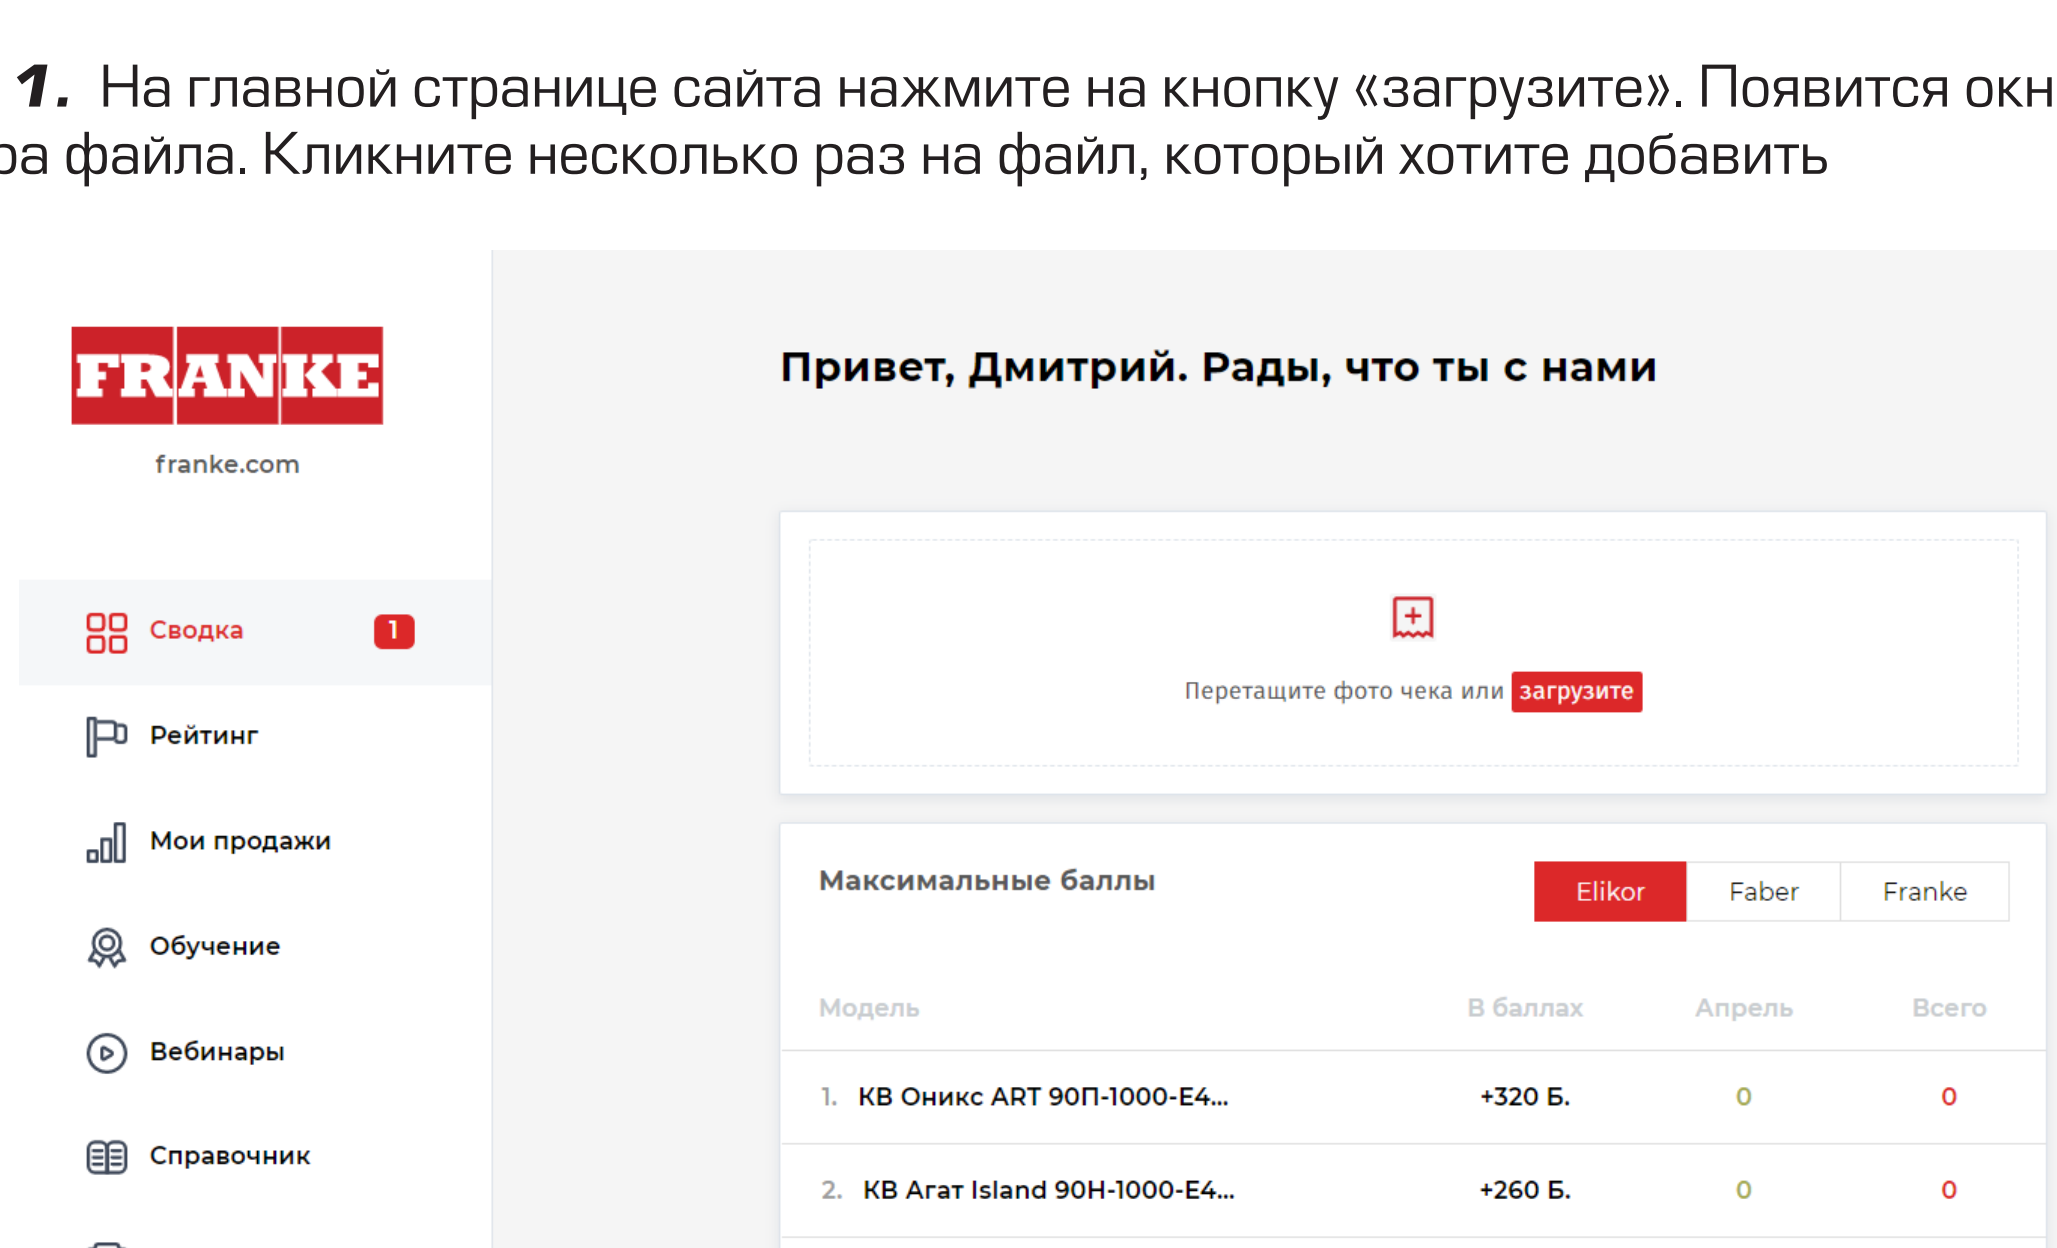 1. На главной странице сайта нажмите на кнопку «загрузите». Появится окн
ра файла. Кликните несколько раз на файл, который хотите добавить
FRANKE
franke.com
Привет, Дмитрий. Рады, что ты с нами
Перетащите фото чека или загрузите
Сводка 1
Рейтинг
Мои продажи
Обучение
Вебинары
Справочник
Максимальные баллы Elikor Faber Franke
Модель В баллах Апрель Всего
1. КВ Оникс ART 90П-1000-Е4... +320 Б. 0 0
2. КВ Агат Island 90Н-1000-Е4... +260 Б. 0 0